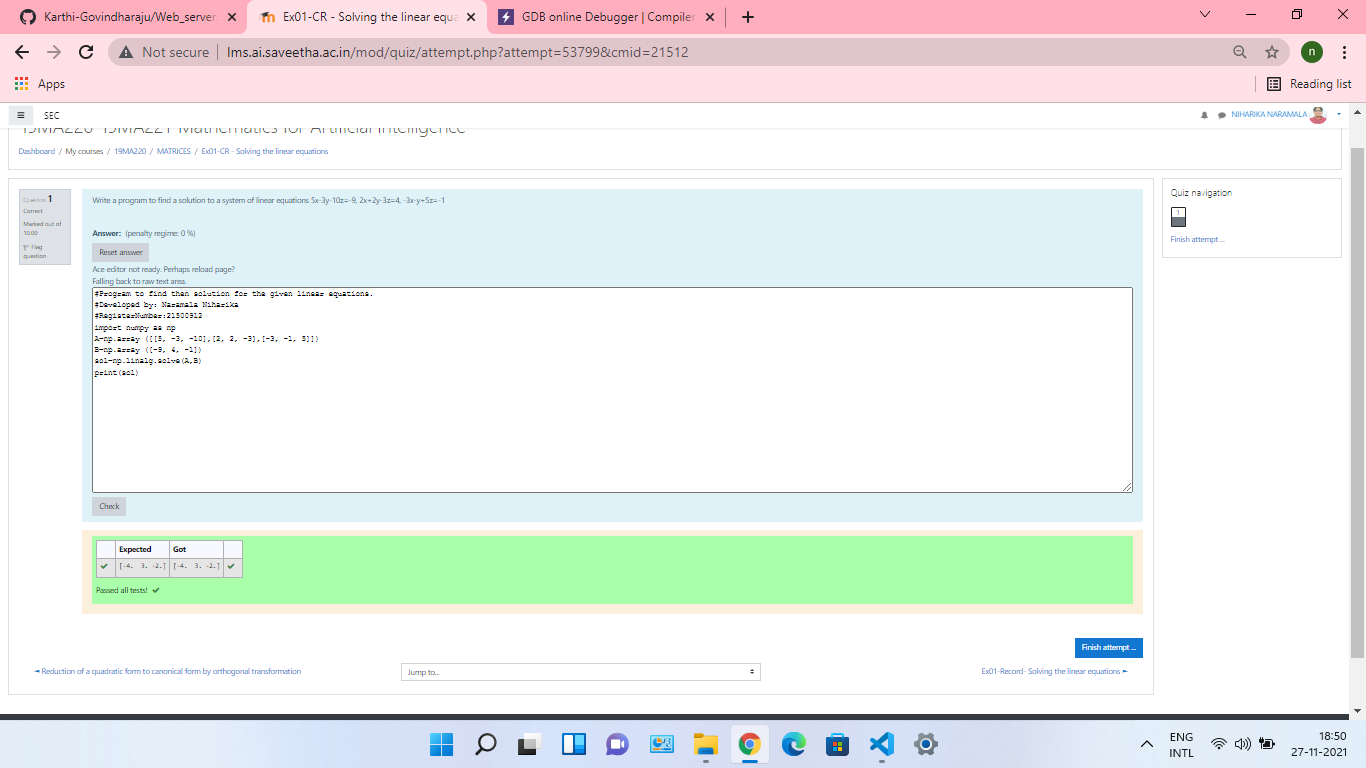 Karthi-Govindharaju/Web_server
Ex01-CR - Solving the linear equa
GDB online Debugger | Compiler
Not secure
lms.ai.saveetha.ac.in/mod/quiz/attempt.php?attempt=53799&cmid=21512
n
Apps
Reading list
SEC
NIHARIKA NARAMALA
19MA220-19MA221-Mathematics for Artificial Intelligence
Dashboard / My courses / 19MA220 / MATRICES / Ex01-CR - Solving the linear equations
Question 1
Correct
Marked out of
10.00
Flag
question
Write a program to find a solution to a system of linear equations 5x-3y-10z=-9, 2x+2y-3z=4, -3x-y+5z=-1
Answer: (penalty regime: 0 %)
Reset answer
Ace editor not ready. Perhaps reload page?
Falling back to raw text area.
#Program to find then solution for the given linear equations.
#Developed by: Naramala Niharika
#RegisterNumber:21500912
import numpy as np
A=np.array ([[5, -3, -10],[2, 2, -3],[-3, -1, 5]])
B=np.array ([-9, 4, -1])
sol=np.linalg.solve(A,B)
print(sol)
Check
Expected Got
[-4. 3. -2.] [-4. 3. -2.]
Passed all tests!
Finish attempt ...
◄ Reduction of a quadratic form to canonical form by orthogonal transformation
Jump to...
Ex01-Record- Solving the linear equations ►
Quiz navigation
1
Finish attempt ...
ENG
INTL
18:50
27-11-2021